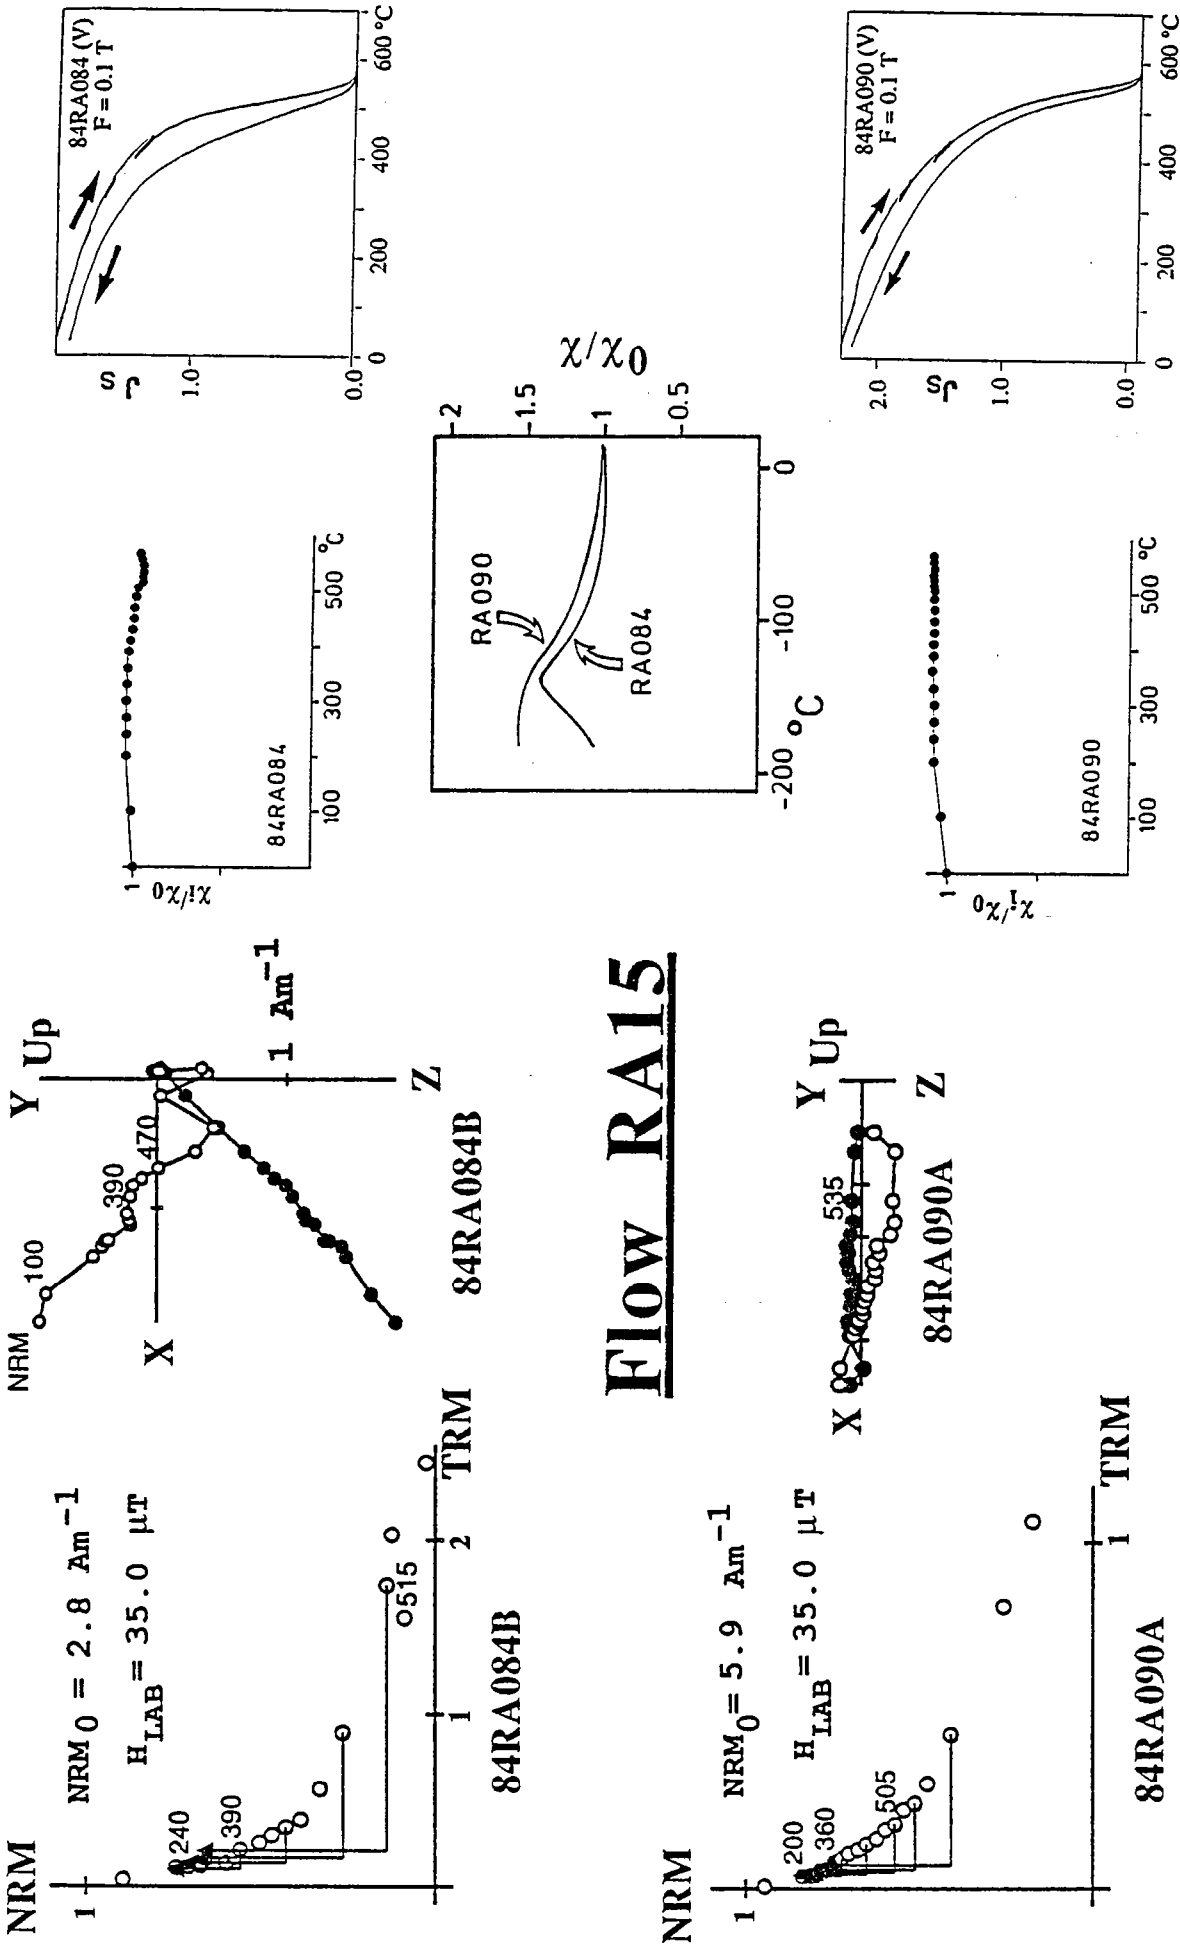 NRM
1
NRM0 = 2.8 Am-1
HLAB = 35.0 μT
240
390
515
1
2
TRM
84RA084B
NRM
100
390
470
Y
Up
X
1 Am-1
Z
84RA084B
1
χi/χ0
84RA084
100
300
500
°C
84RA084 (V)
F = 0.1 T
JS
1.0
0.0
0
200
400
600 °C
Flow RA15
RA090
RA084
2
1.5
1
0.5
χ/χ0
-200
-100
0
°C
NRM
1
NRM0 = 5.9 Am-1
HLAB = 35.0 μT
200
360
505
1
TRM
84RA090A
Y
Up
535
X
Z
84RA090A
1
χi/χ0
84RA090
100
300
500
°C
84RA090 (V)
F = 0.1 T
2.0
JS
1.0
0.0
0
200
400
600 °C